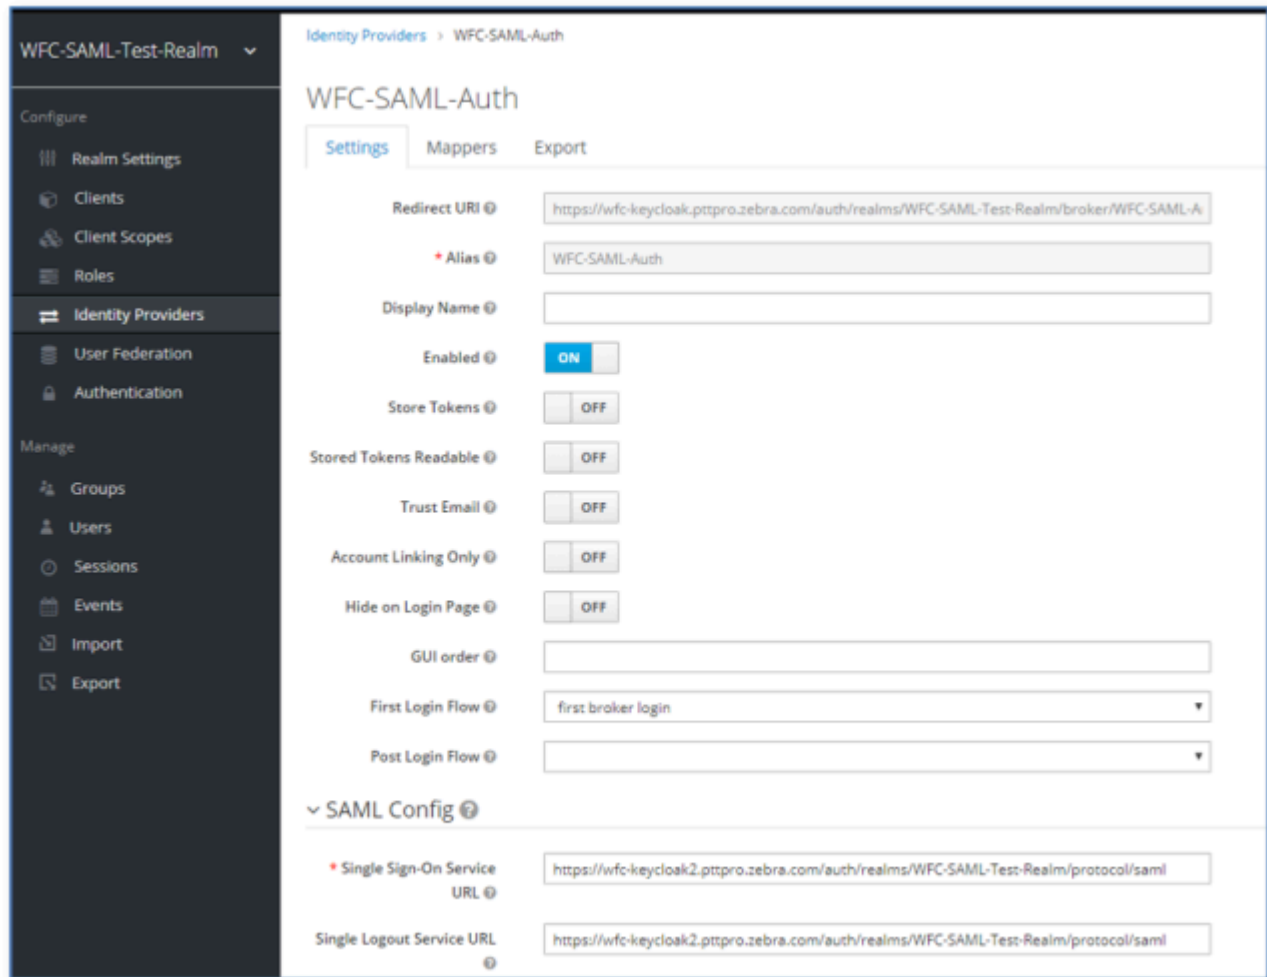 WFC-SAML-Test-Realm
Configure
Realm Settings
Clients
Client Scopes
Roles
Identity Providers
User Federation
Authentication
Manage
Groups
Users
Sessions
Events
Import
Export
Identity Providers > WFC-SAML-Auth
WFC-SAML-Auth
Settings Mappers Export
Redirect URI https://wfc-keycloak.pttpro.zebra.com/auth/realms/WFC-SAML-Test-Realm/broker/WFC-SAML-A
* Alias WFC-SAML-Auth
Display Name
Enabled ON
Store Tokens OFF
Stored Tokens Readable OFF
Trust Email OFF
Account Linking Only OFF
Hide on Login Page OFF
GUI order
First Login Flow first broker login
Post Login Flow
SAML Config
* Single Sign-On Service
URL https://wfc-keycloak2.pttpro.zebra.com/auth/realms/WFC-SAML-Test-Realm/protocol/saml
Single Logout Service URL https://wfc-keycloak2.pttpro.zebra.com/auth/realms/WFC-SAML-Test-Realm/protocol/saml